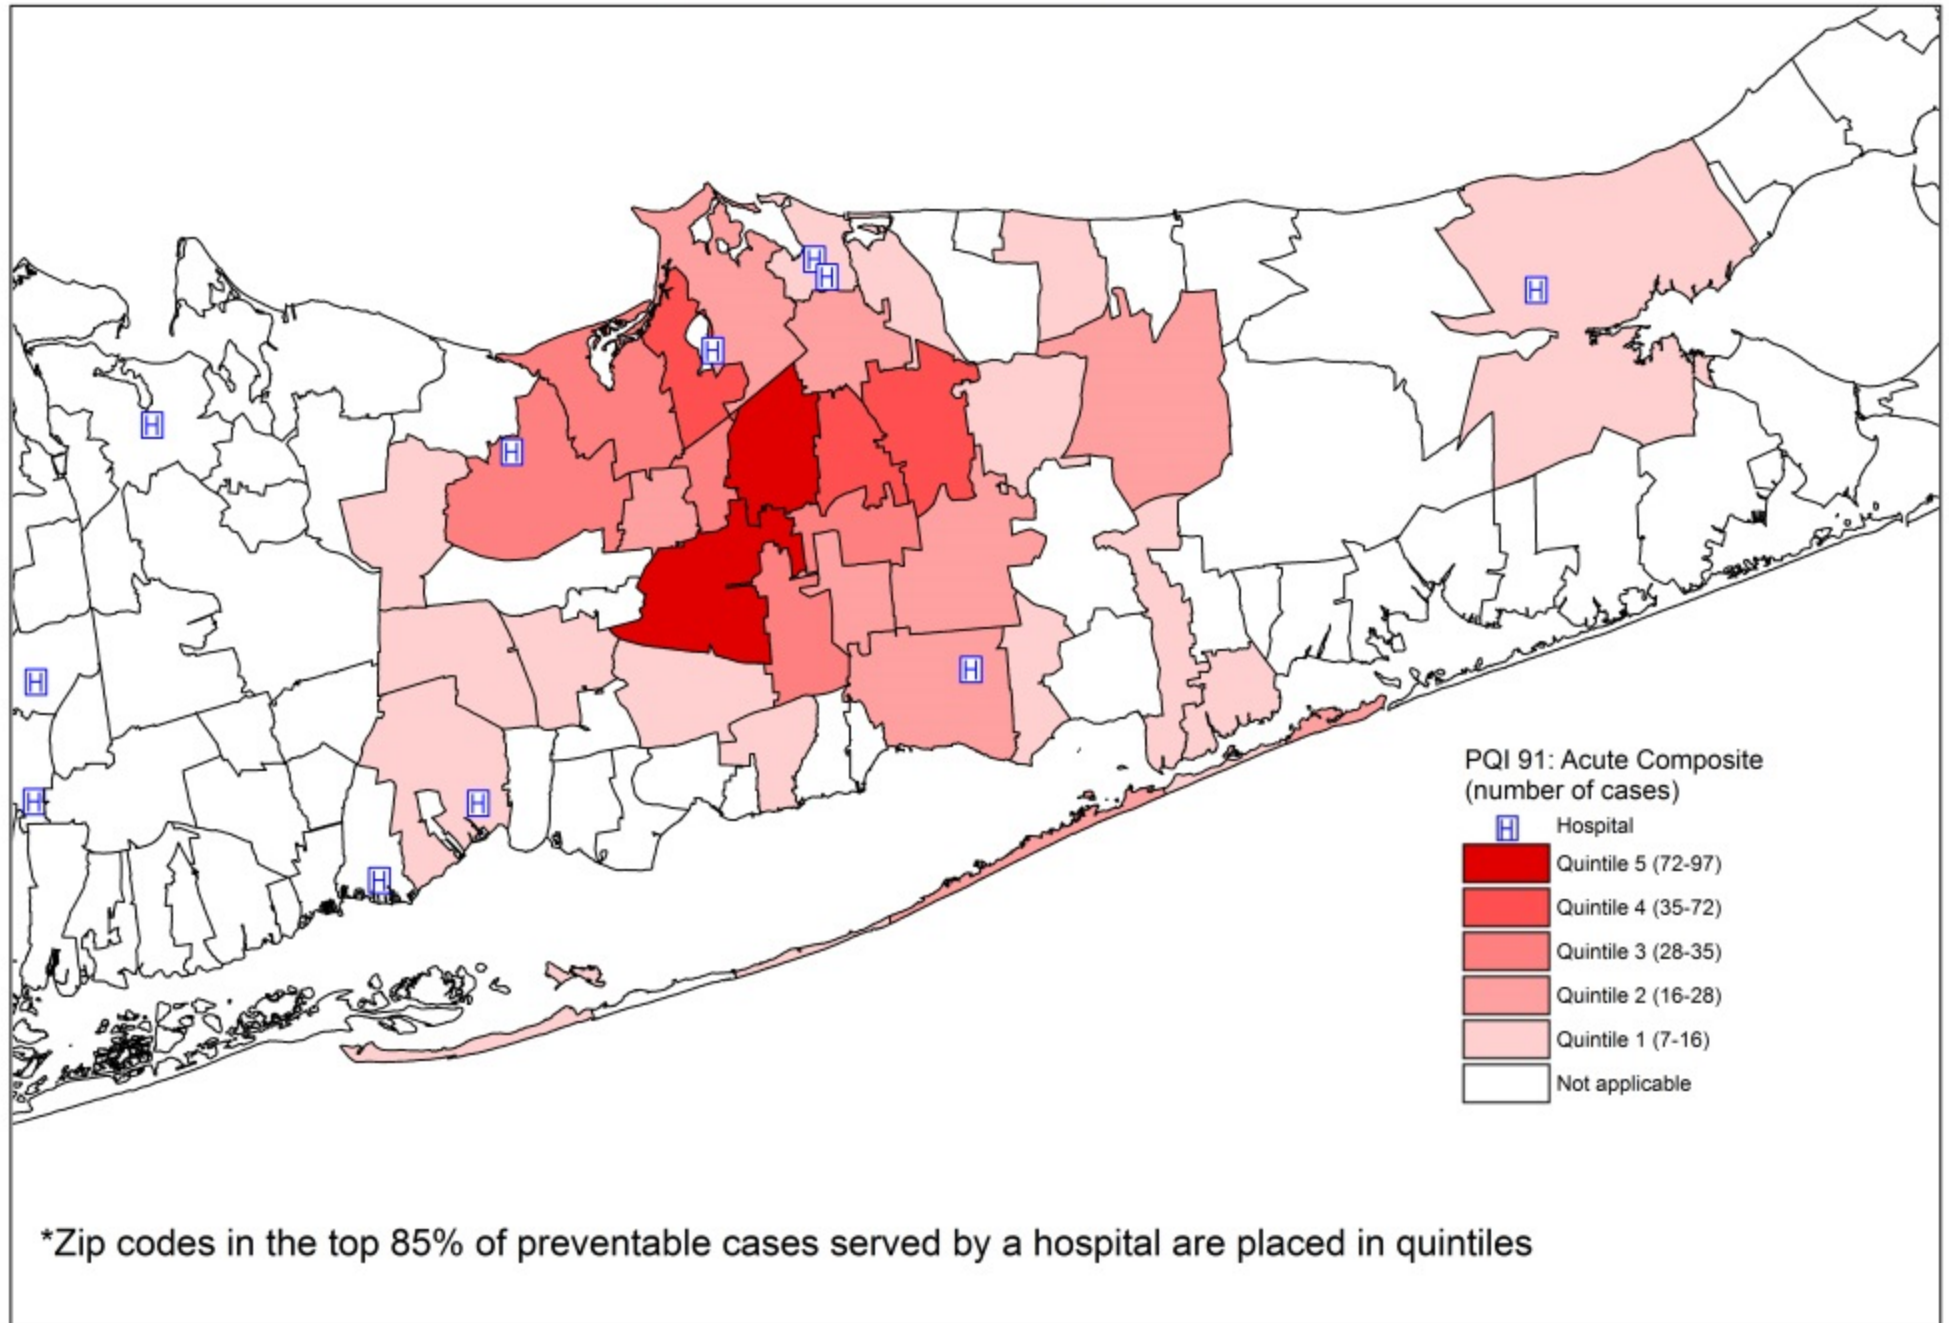 H
H
H
H
H
H
H
H
H
H
H
PQI 91: Acute Composite
(number of cases)
H Hospital
Quintile 5 (72-97)
Quintile 4 (35-72)
Quintile 3 (28-35)
Quintile 2 (16-28)
Quintile 1 (7-16)
Not applicable
*Zip codes in the top 85% of preventable cases served by a hospital are placed in quintiles